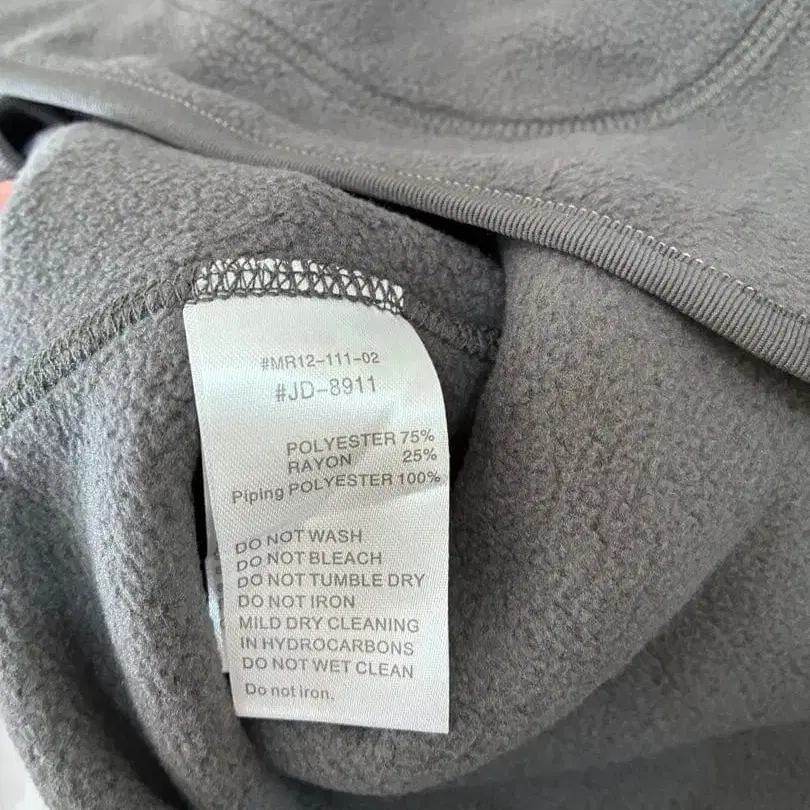 #MR12-111-02
#JD-8911
POLYESTER 75%
RAYON 25%
Piping POLYESTER 100%
DO NOT WASH
DO NOT BLEACH
DO NOT TUMBLE DRY
DO NOT IRON
MILD DRY CLEANING
IN HYDROCARBONS
DO NOT WET CLEAN
Do not iron.